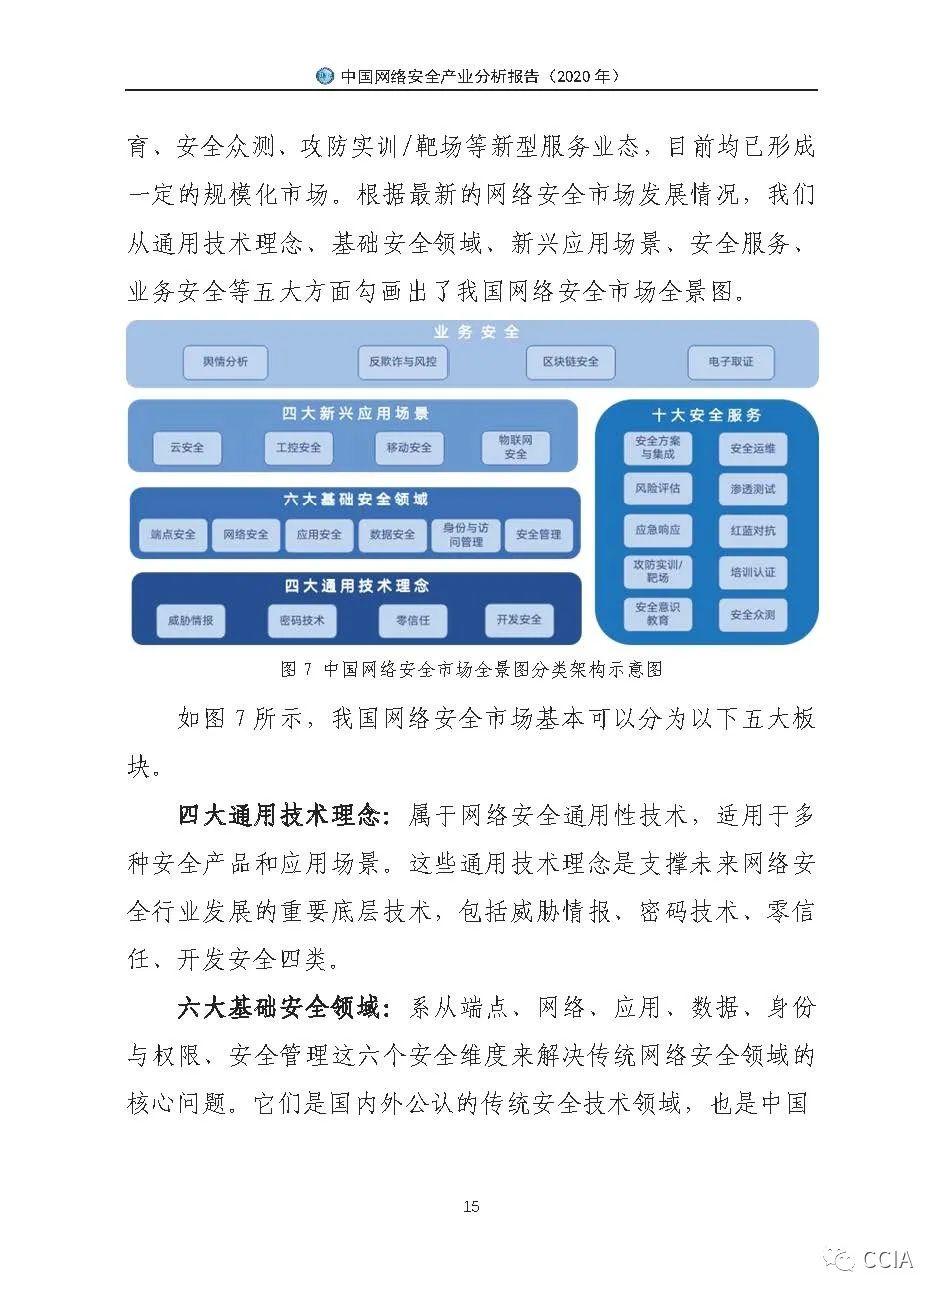 中国网络安全产业分析报告（2020 年）
育、安全众测、攻防实训/靶场等新型服务业态，目前均已形成
一定的规模化市场。根据最新的网络安全市场发展情况，我们
从通用技术理念、基础安全领域、新兴应用场景、安全服务、
业务安全等五大方面勾画出了我国网络安全市场全景图。
业务安全
舆情分析 反欺诈与风控 区块链安全 电子取证
四大新兴应用场景
云安全 工控安全 移动安全 物联网
安全
六大基础安全领域
端点安全 网络安全 应用安全 数据安全 身份与访
问管理 安全管理
四大通用技术理念
威胁情报 密码技术 零信任 开发安全
十大安全服务
安全方案
与集成 安全运维
风险评估 渗透测试
应急响应 红蓝对抗
攻防实训/
靶场 培训认证
安全意识
教育 安全众测
图 7 中国网络安全市场全景图分类架构示意图
如图 7 所示，我国网络安全市场基本可以分为以下五大板
块。
四大通用技术理念：属于网络安全通用性技术，适用于多
种安全产品和应用场景。这些通用技术理念是支撑未来网络安
全行业发展的重要底层技术，包括威胁情报、密码技术、零信
任、开发安全四类。
六大基础安全领域：系从端点、网络、应用、数据、身份
与权限、安全管理这六个安全维度来解决传统网络安全领域的
核心问题。它们是国内外公认的传统安全技术领域，也是中国
15
CCIA